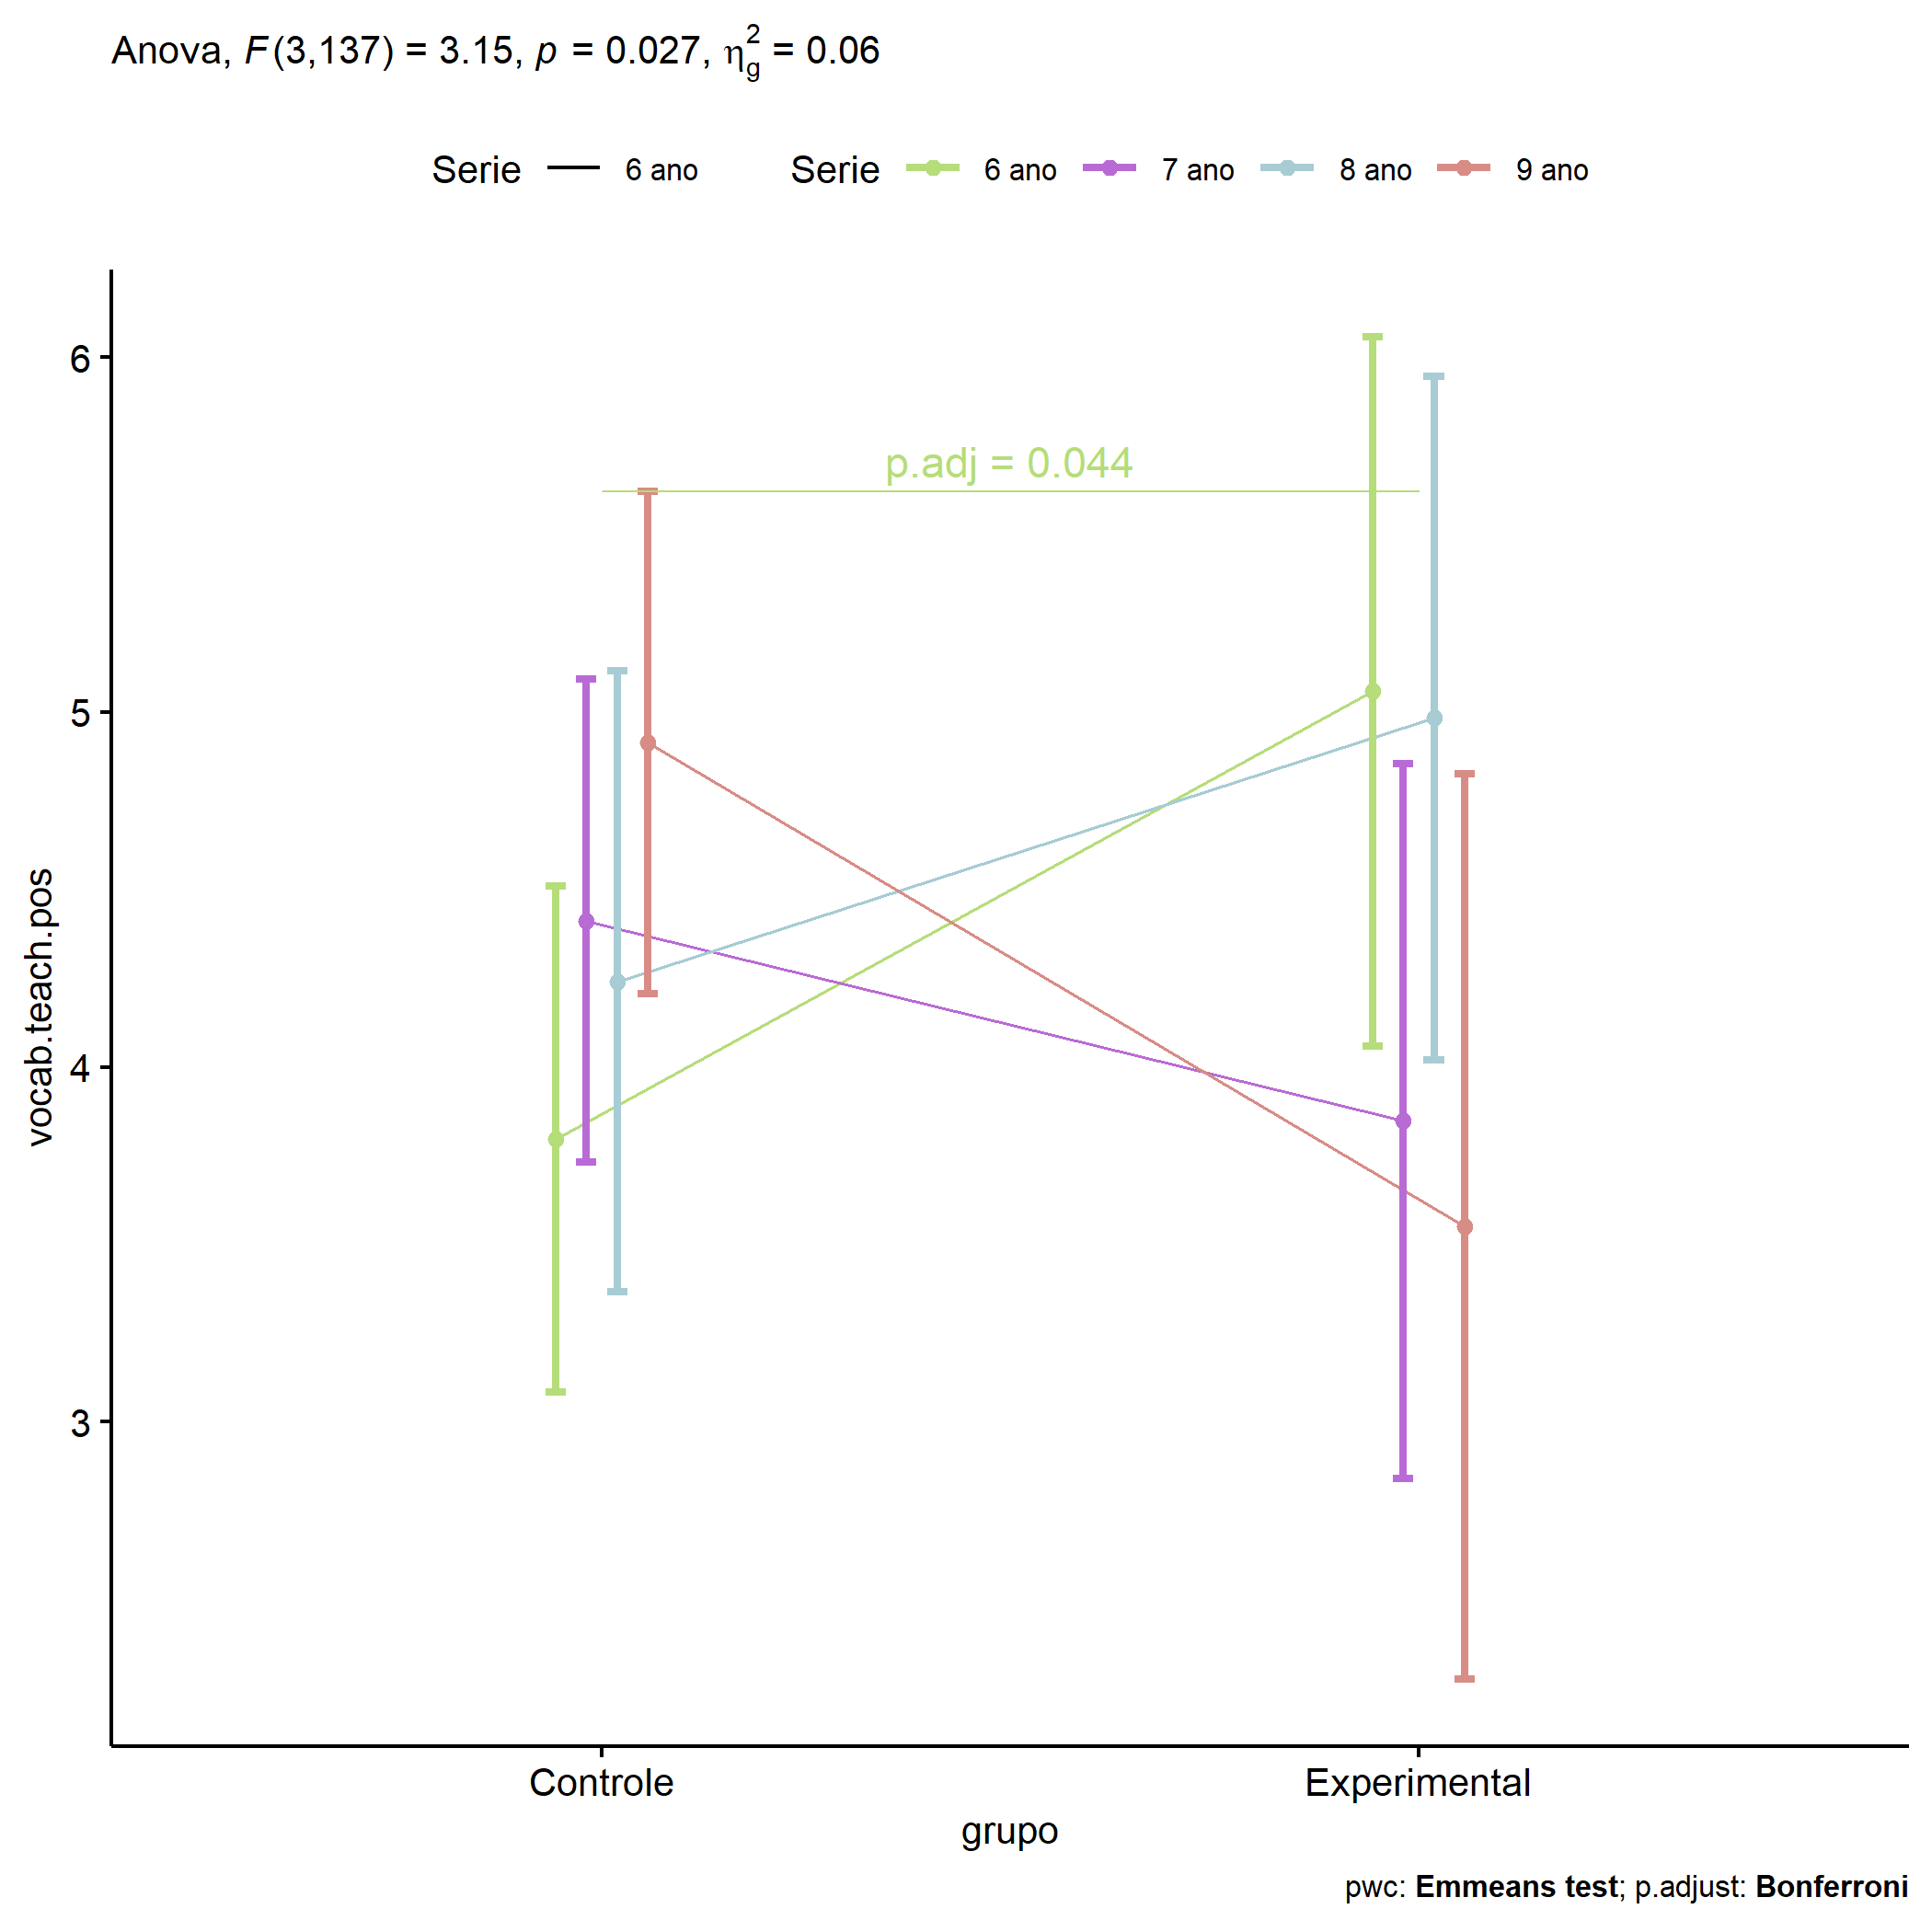 Anova, F(3,137) = 3.15, p = 0.027, η²g = 0.06
Serie 6 ano Serie 6 ano 7 ano 8 ano 9 ano
6
p.adj = 0.044
5
4
3
vocab.teach.pos
Controle Experimental
grupo
pwc: Emmeans test; p.adjust: Bonferroni